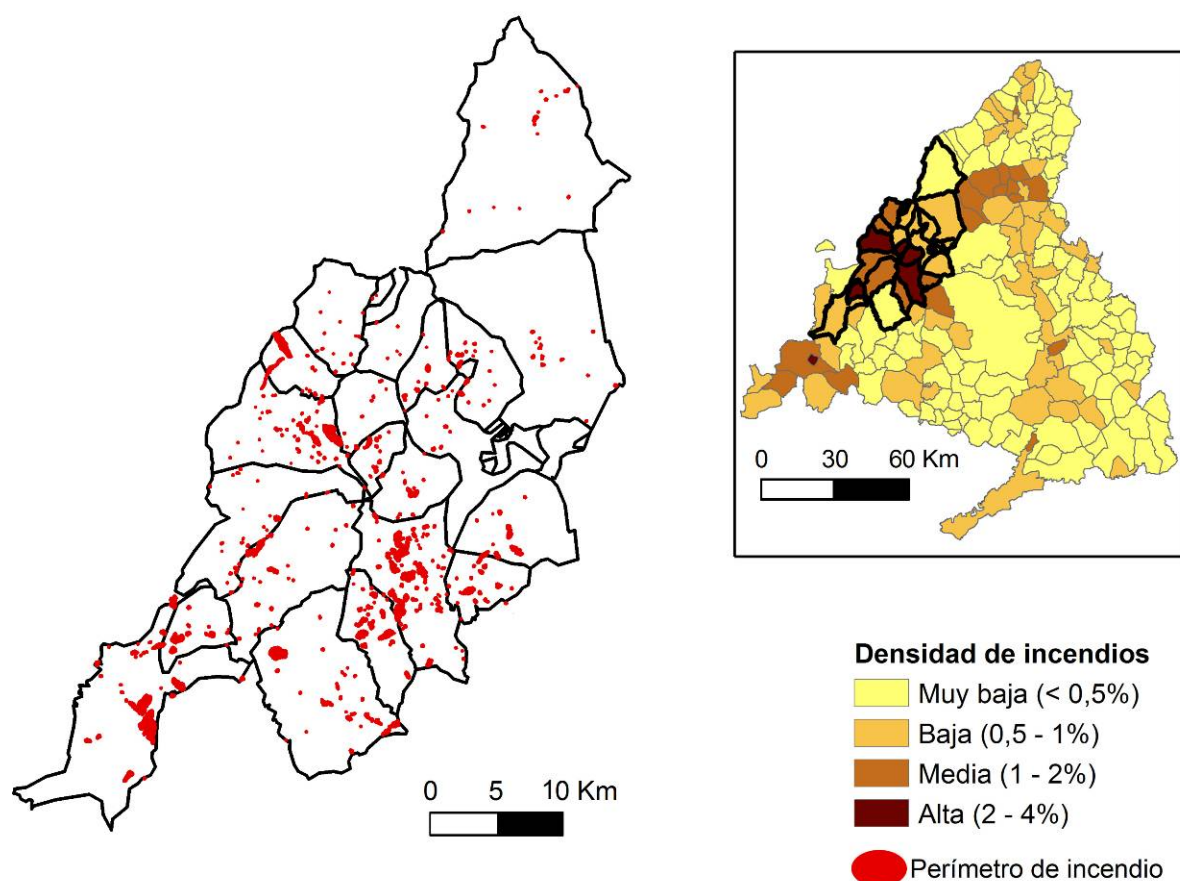 0 5 10 Km
0 30 60 Km
Densidad de incendios
Muy baja (< 0,5%)
Baja (0,5 - 1%)
Media (1 - 2%)
Alta (2 - 4%)
Perímetro de incendio